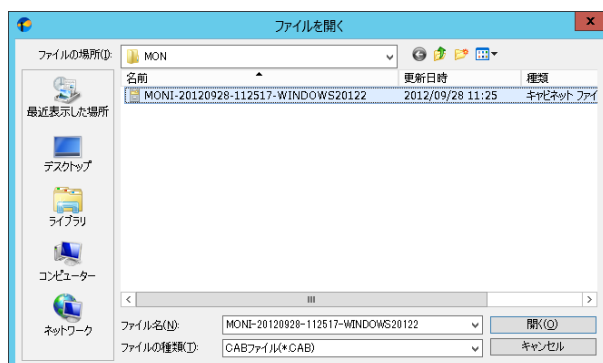 ファイルを開く
x
ファイルの場所(I): MON
名前 更新日時 種類
MONI-20120928-112517-WINDOWS20122 2012/09/28 11:25 キャビネット ファイ
最近表示した場所
デスクトップ
ライブラリ
コンピューター
ネットワーク
ファイル名(N): MONI-20120928-112517-WINDOWS20122 開く(O)
ファイルの種類(T): CABファイル(*.CAB) キャンセル